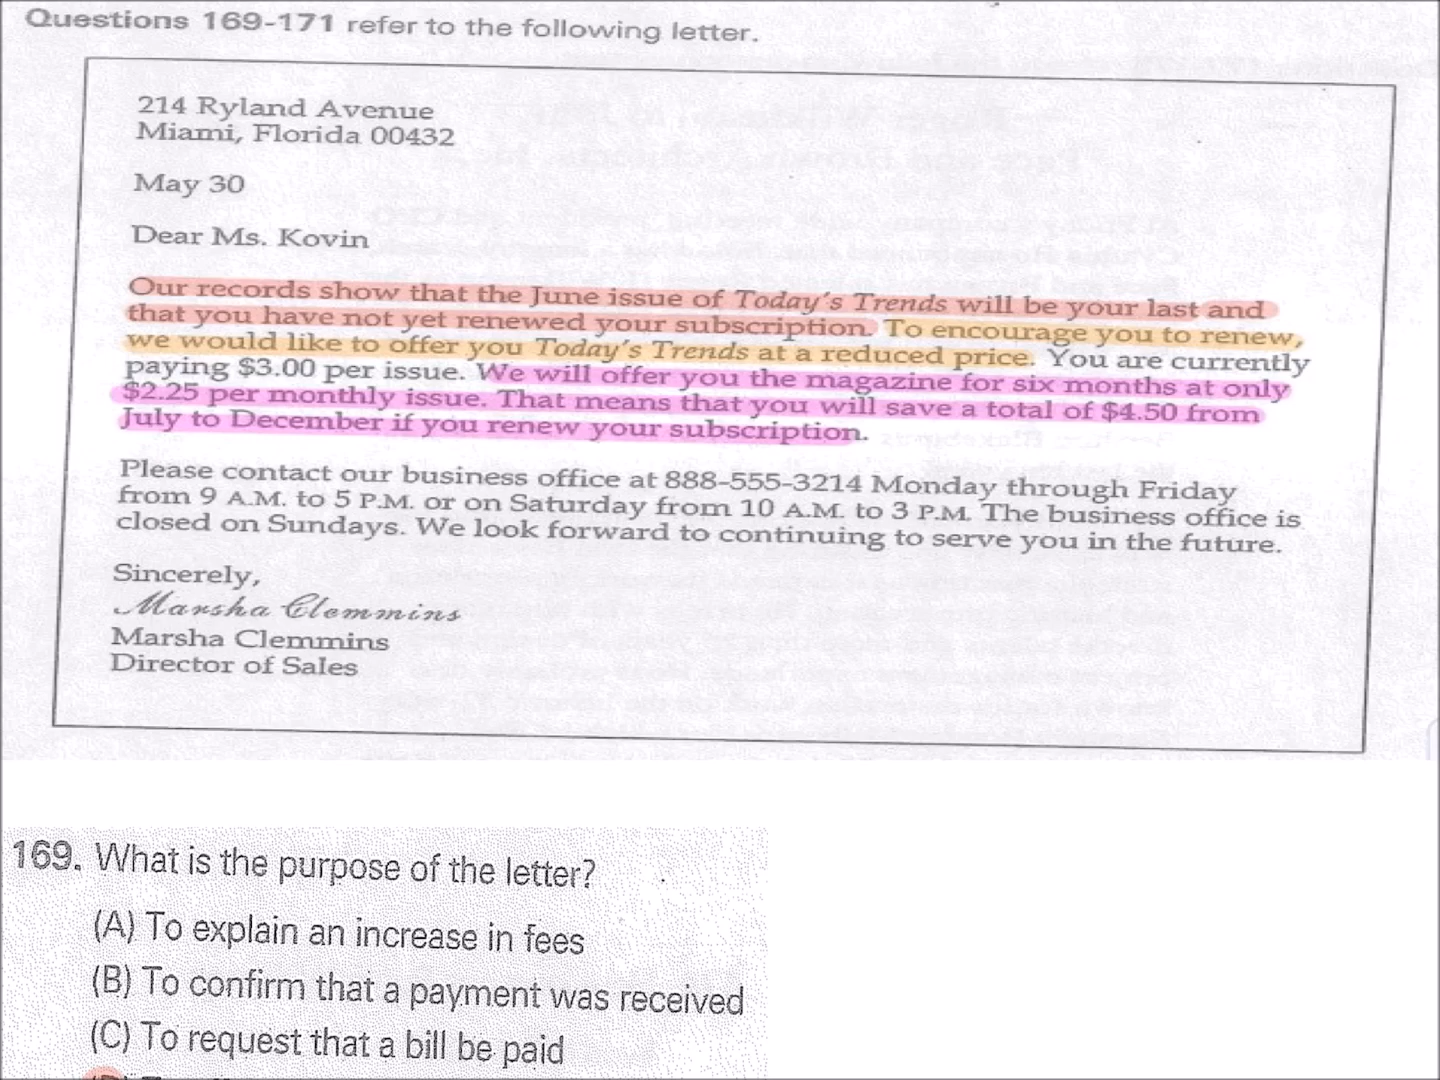 Questions 169-171 refer to the following letter.
214 Ryland Avenue
Miami, Florida 00432
May 30
Dear Ms. Kovin
Our records show that the June issue of Today's Trends will be your last and
that you have not yet renewed your subscription. To encourage you to renew,
we would like to offer you Today's Trends at a reduced price. You are currently
paying $3.00 per issue. We will offer you the magazine for six months at only
$2.25 per monthly issue. That means that you will save a total of $4.50 from
July to December if you renew your subscription.
Please contact our business office at 888-555-3214 Monday through Friday
from 9 A.M. to 5 P.M. or on Saturday from 10 A.M. to 3 P.M. The business office is
closed on Sundays. We look forward to continuing to serve you in the future.
Sincerely,
Marsha Clemmins
Marsha Clemmins
Director of Sales
169. What is the purpose of the letter?
(A) To explain an increase in fees
(B) To confirm that a payment was received
(C) To request that a bill be paid